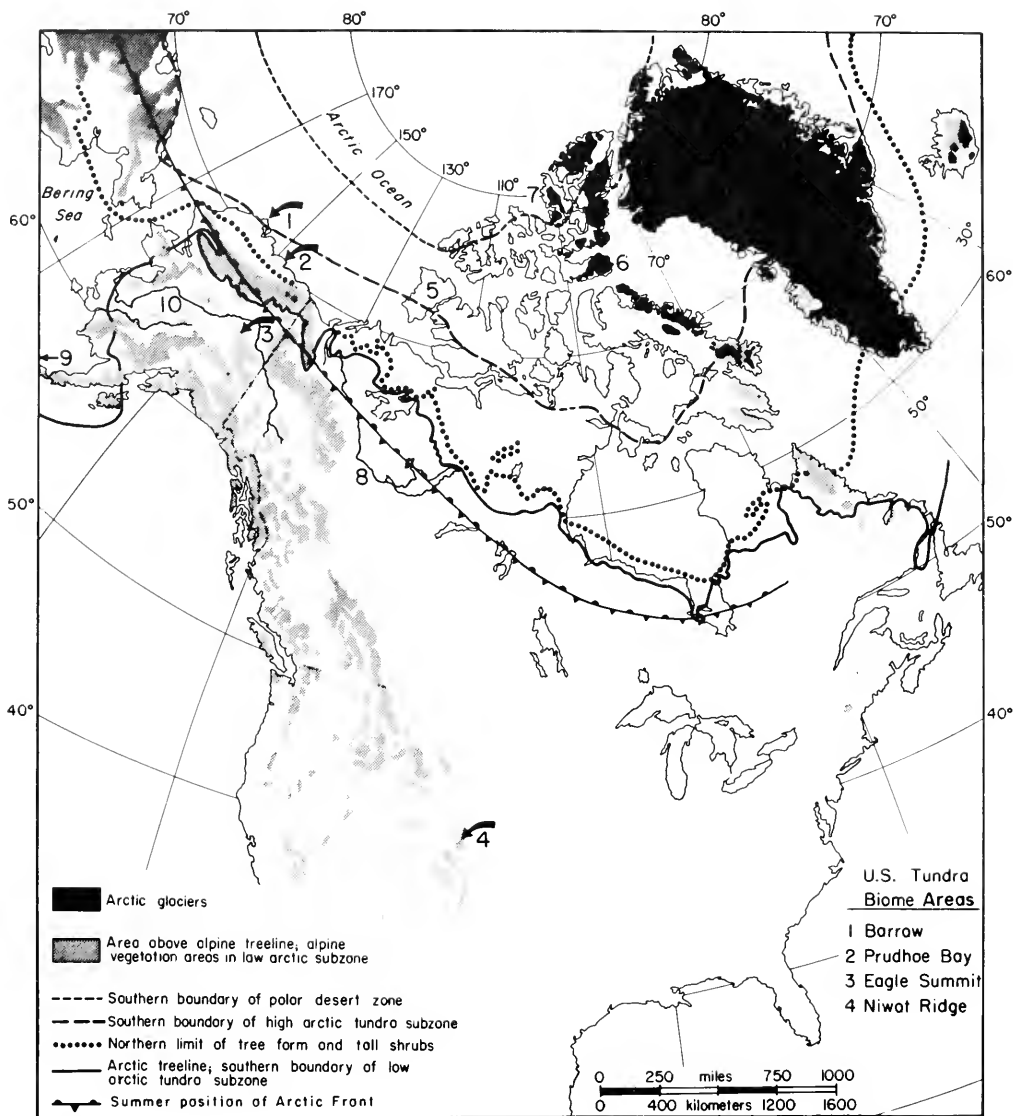 70°
80°
80°
70°
170°
150°
130°
110°
Arctic
Ocean
Bering
Sea
60°
1
2
3
10
9
5
7
6
70°
30°
60°
50°
8
50°
50°
40°
40°
4
Arctic glaciers
Area above alpine treeline; alpine
vegetation areas in low arctic subzone
Southern boundary of polar desert zone
Southern boundary of high arctic tundra subzone
Northern limit of tree form and tall shrubs
Arctic treeline; southern boundary of low
arctic tundra subzone
Summer position of Arctic Front
U.S. Tundra
Biome Areas
1 Barrow
2 Prudhoe Bay
3 Eagle Summit
4 Niwot Ridge
0 250 miles 750 1000
0 400 kilometers 1200 1600